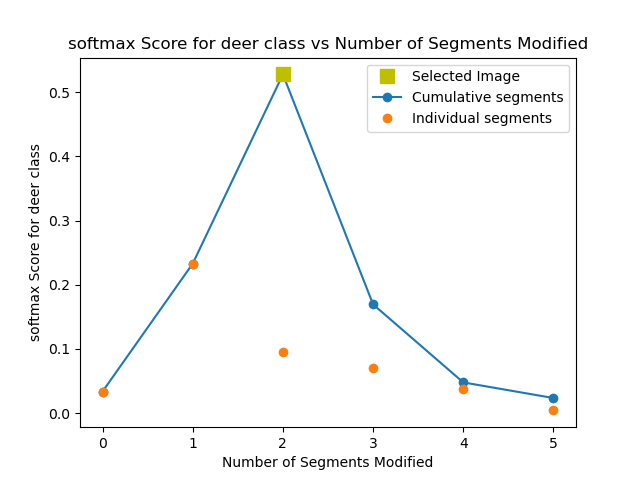 softmax Score for deer class vs Number of Segments Modified
Selected Image
Cumulative segments
Individual segments
softmax Score for deer class
0.5
0.4
0.3
0.2
0.1
0.0
0 1 2 3 4 5
Number of Segments Modified